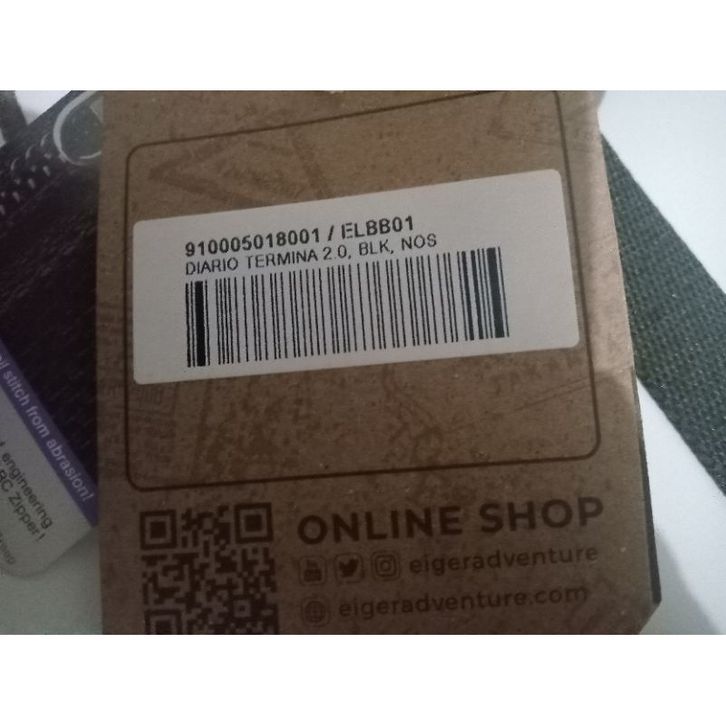 910005018001 / ELBB01
DIARIO TERMINA 2.0, BLK, NOS
stitch from abrasion!
engineering
Zipper!
ONLINE SHOP
eigeradventure
eigeradventure.com